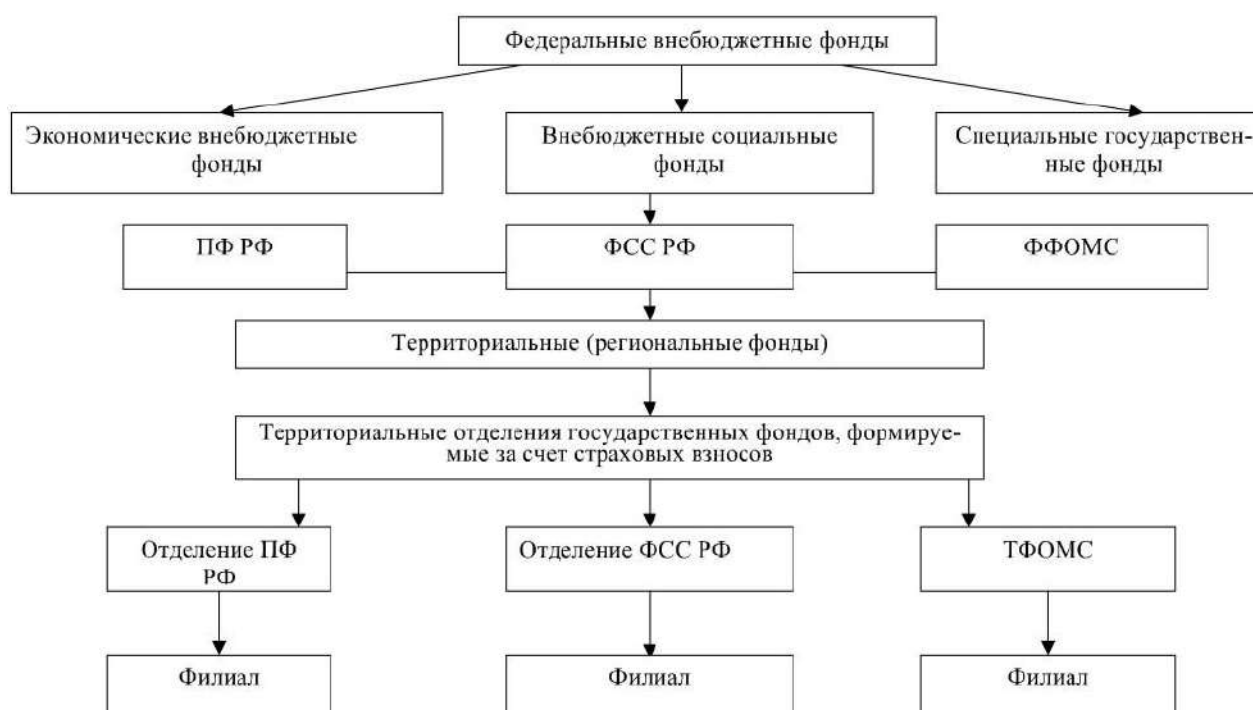 Федеральные внебюджетные фонды
Экономические внебюджетные
фонды
Внебюджетные социальные
фонды
Специальные государствен-
ные фонды
ПФ РФ
ФСС РФ
ФФОМС
Территориальные (региональные фонды)
Территориальные отделения государственных фондов, формируе-
мые за счет страховых взносов
Отделение ПФ
РФ
Отделение ФСС РФ
ТФОМС
Филиал
Филиал
Филиал